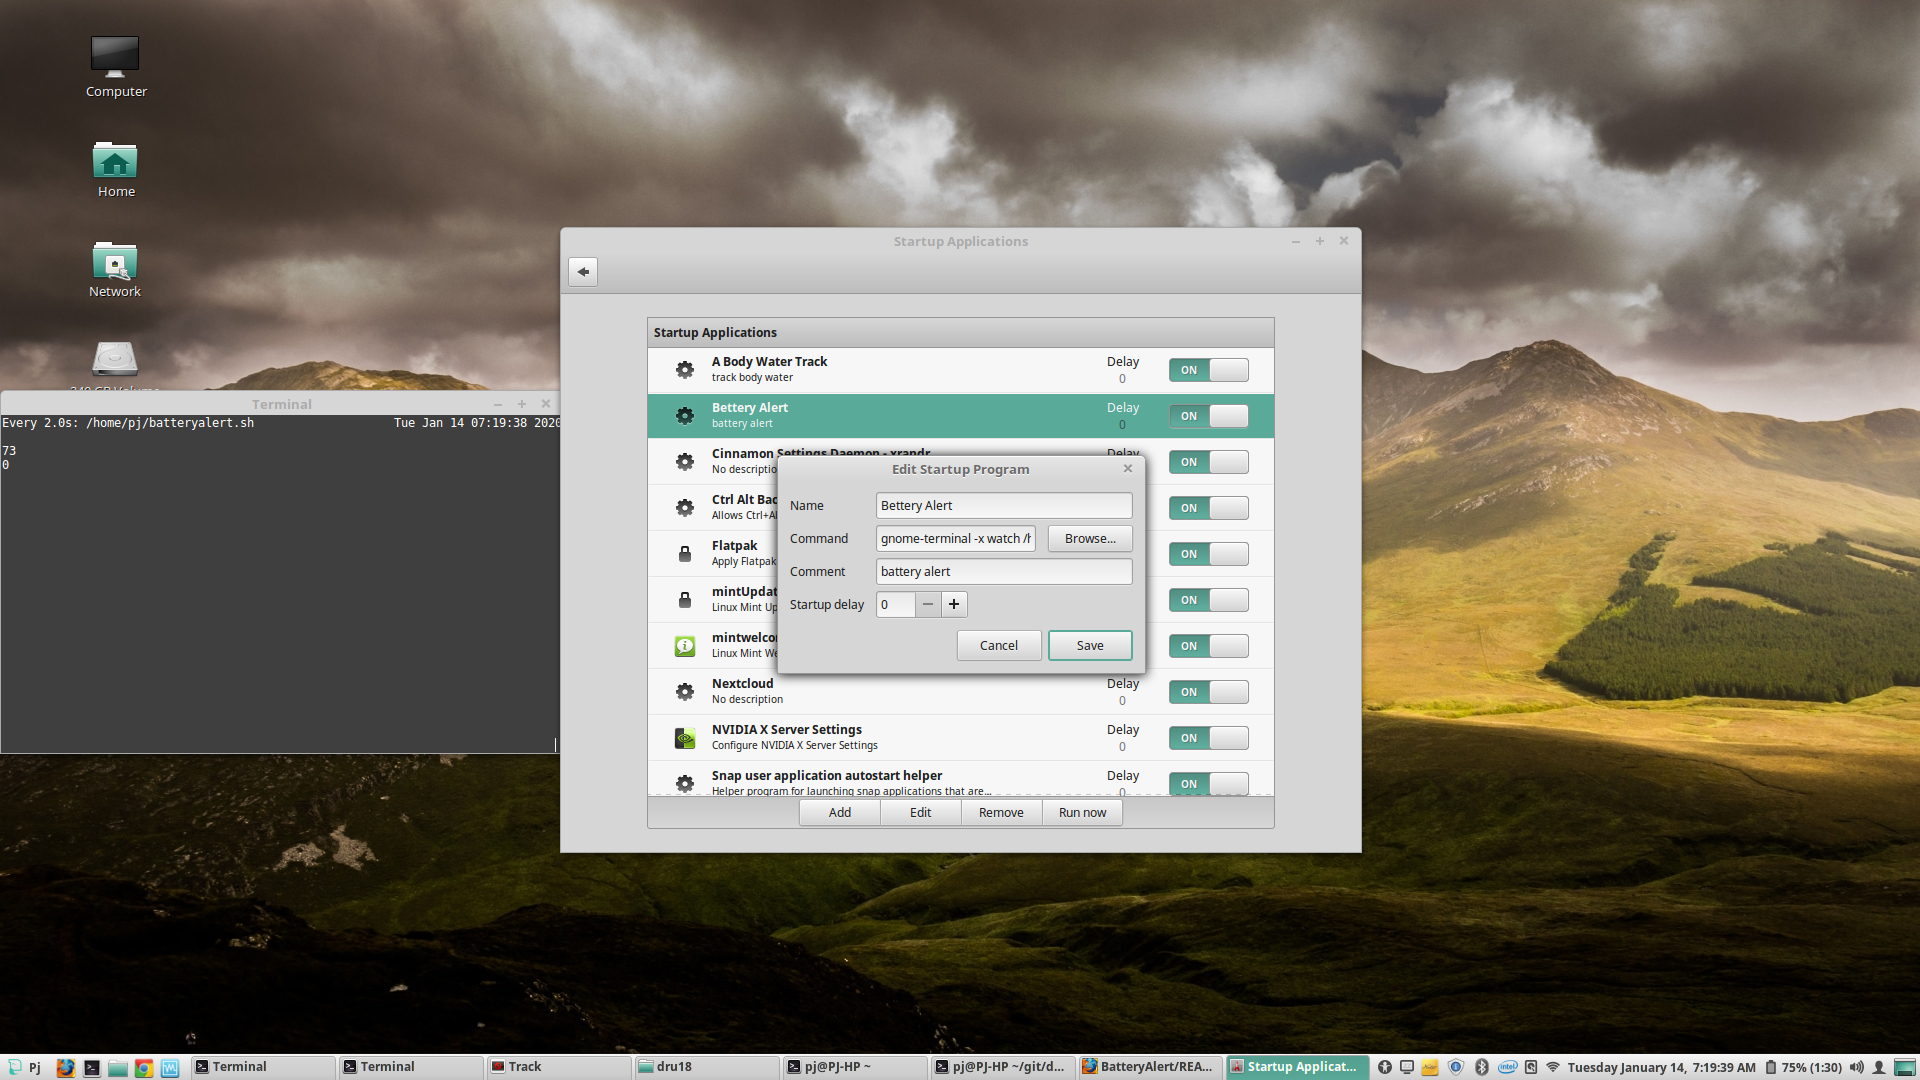 Computer
Home
Network
Terminal
Every 2.0s: /home/pj/batteryalert.sh Tue Jan 14 07:19:38 2020
73
0
Startup Applications
Startup Applications
A Body Water Track
track body water
Delay
0
ON
Bettery Alert
battery alert
Delay
0
ON
Cinnamon Settings Daemon - xrandr
No descriptio
Delay
ON
Ctrl Alt Bac
Allows Ctrl+Al
ON
Flatpak
Apply Flatpak
ON
mintUpdat
Linux Mint Up
ON
mintwelco
Linux Mint We
ON
Nextcloud
No description
Delay
0
ON
NVIDIA X Server Settings
Configure NVIDIA X Server Settings
Delay
0
ON
Snap user application autostart helper
Helper program for launching snap applications that are...
Delay
0
ON
Add Edit Remove Run now
Edit Startup Program
Name Bettery Alert
Command gnome-terminal -x watch /h Browse...
Comment battery alert
Startup delay 0
Cancel Save
Pj Terminal Terminal Track dru18 pj@PJ-HP ~ pj@PJ-HP ~/git/d... BatteryAlert/REA... Startup Applicat... intel Tuesday January 14, 7:19:39 AM 75% (1:30)